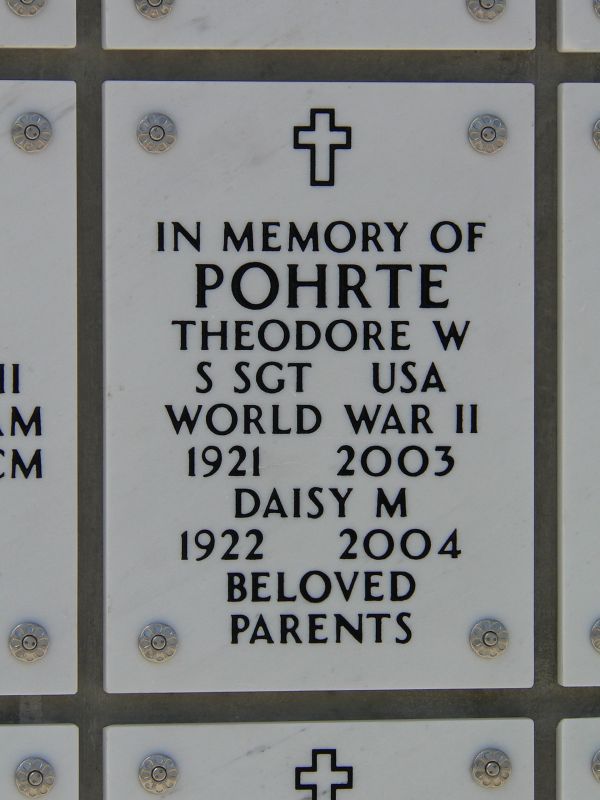 IN MEMORY OF
POHRTE
THEODORE W
S SGT USA
WORLD WAR II
1921 2003
DAISY M
1922 2004
BELOVED
PARENTS